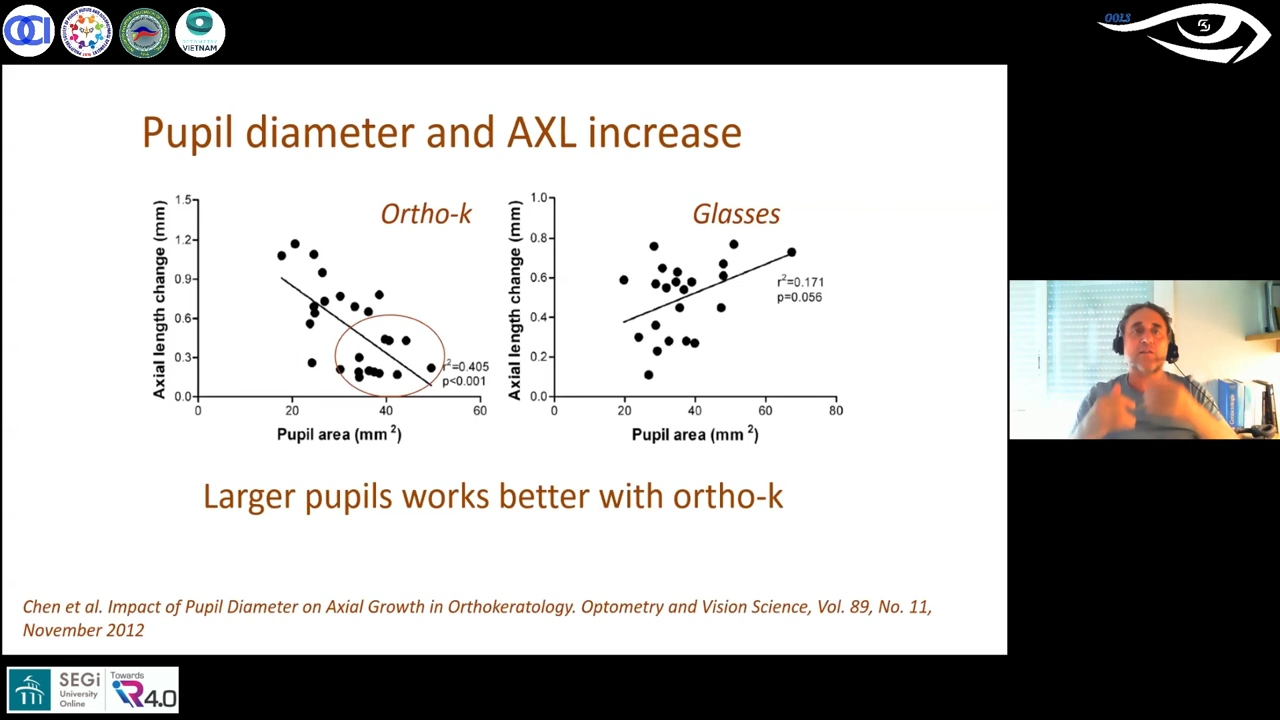 OCI
OPTOMETRY
VIETNAM
OOLS
Pupil diameter and AXL increase
Ortho-k
Axial length change (mm)
1.5
1.2
0.9
0.6
0.3
0.0
0 20 40 60
Pupil area (mm 2)
r2=0.405
p<0.001
Glasses
Axial length change (mm)
1.0
0.8
0.6
0.4
0.2
0.0
0 20 40 60 80
Pupil area (mm 2)
r2=0.171
p=0.056
Larger pupils works better with ortho-k
Chen et al. Impact of Pupil Diameter on Axial Growth in Orthokeratology. Optometry and Vision Science, Vol. 89, No. 11,
November 2012
SEGi
University
Online
Towards
iR4.0